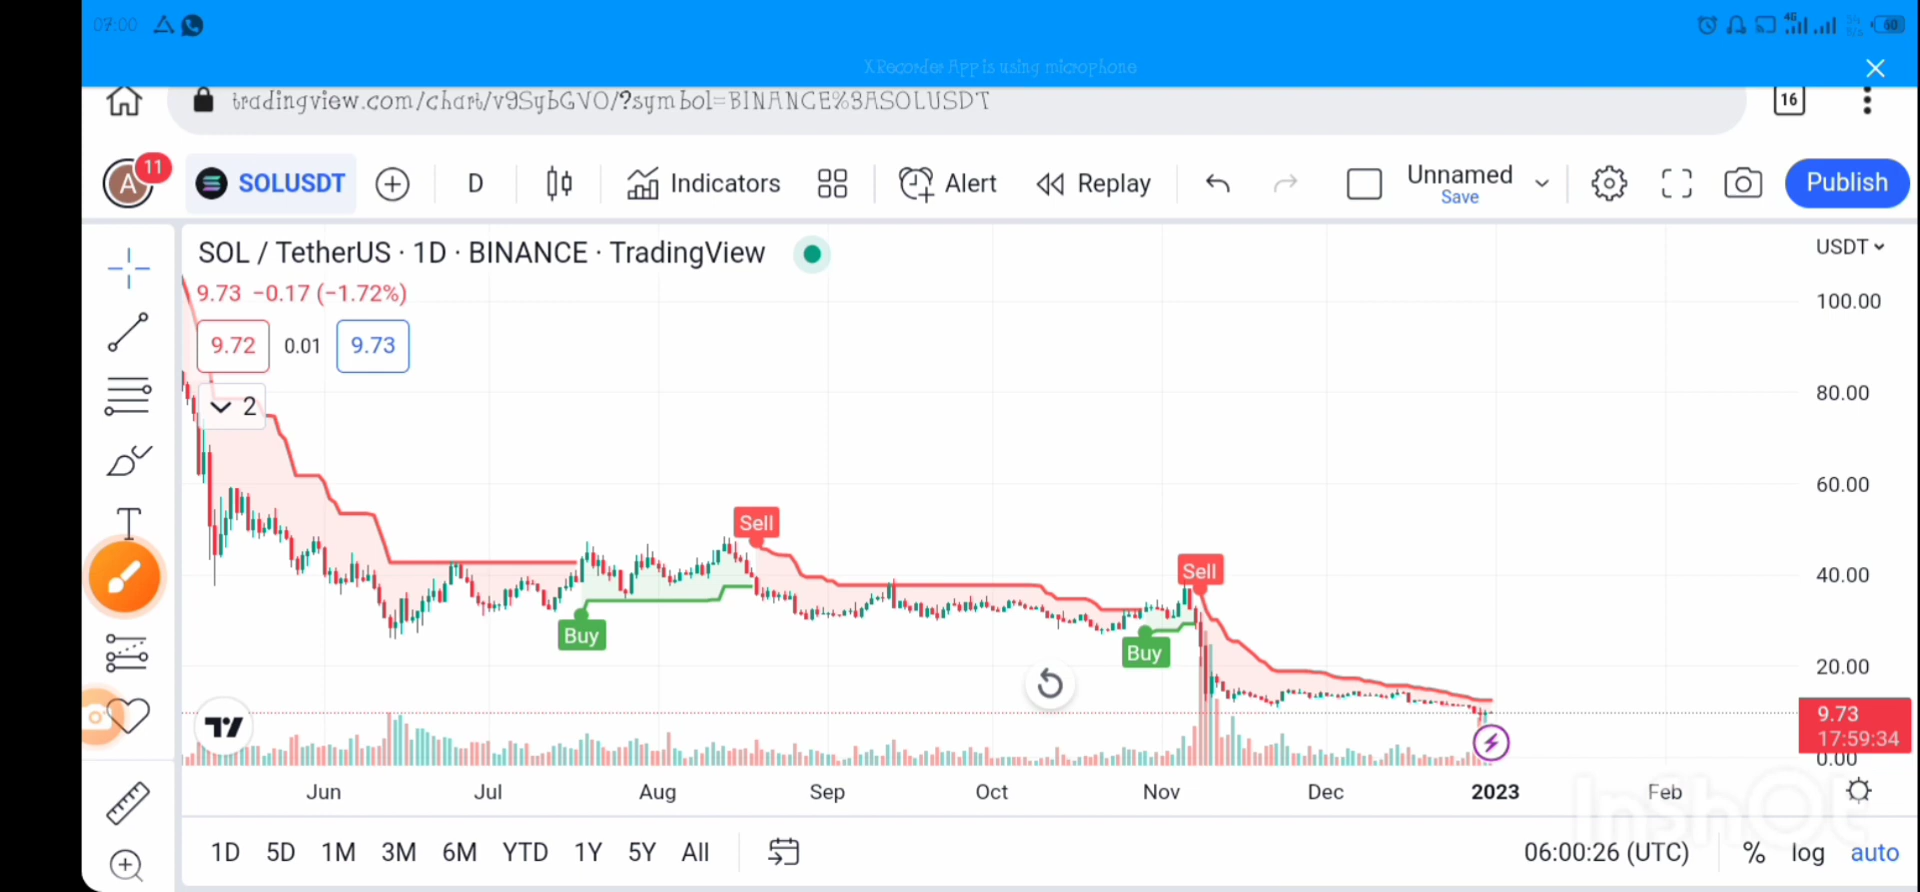 07:00
4G
60
XRecorder App is using microphone
tradingview.com/chart/v9SybGVO/?symbol=BINANCE%3ASOLUSDT
16
A
11
SOLUSDT
D
Indicators
Alert
Replay
Unnamed
Save
Publish
SOL / TetherUS · 1D · BINANCE · TradingView
USDT
9.73 −0.17 (−1.72%)
100.00
9.72
0.01
9.73
2
80.00
60.00
T
Sell
Sell
40.00
Buy
Buy
20.00
9.73
17:59:34
0.00
Jun
Jul
Aug
Sep
Oct
Nov
Dec
2023
Feb
InShOt
1D
5D
1M
3M
6M
YTD
1Y
5Y
All
06:00:26 (UTC)
%
log
auto